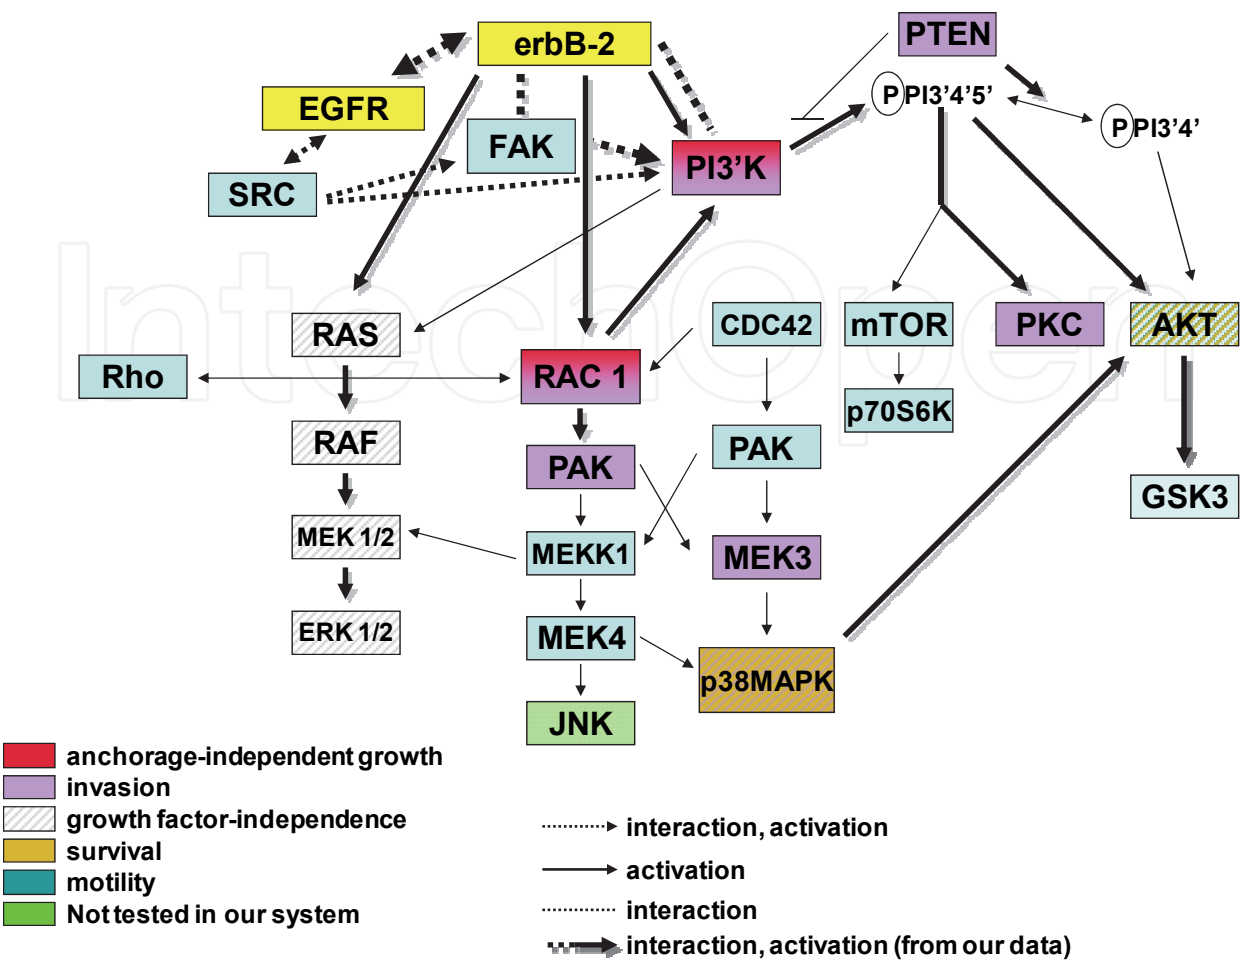 erbB-2
PTEN
EGFR
P PI3’4’5’
P PI3’4’
FAK
PI3’K
SRC
RAS
CDC42
mTOR
PKC
AKT
Rho
RAC 1
p70S6K
RAF
PAK
PAK
GSK3
MEK 1/2
MEKK1
MEK3
ERK 1/2
MEK4
p38MAPK
JNK
anchorage-independent growth
invasion
growth factor-independence
survival
motility
Not tested in our system
interaction, activation
activation
interaction
interaction, activation (from our data)
IntechOpen